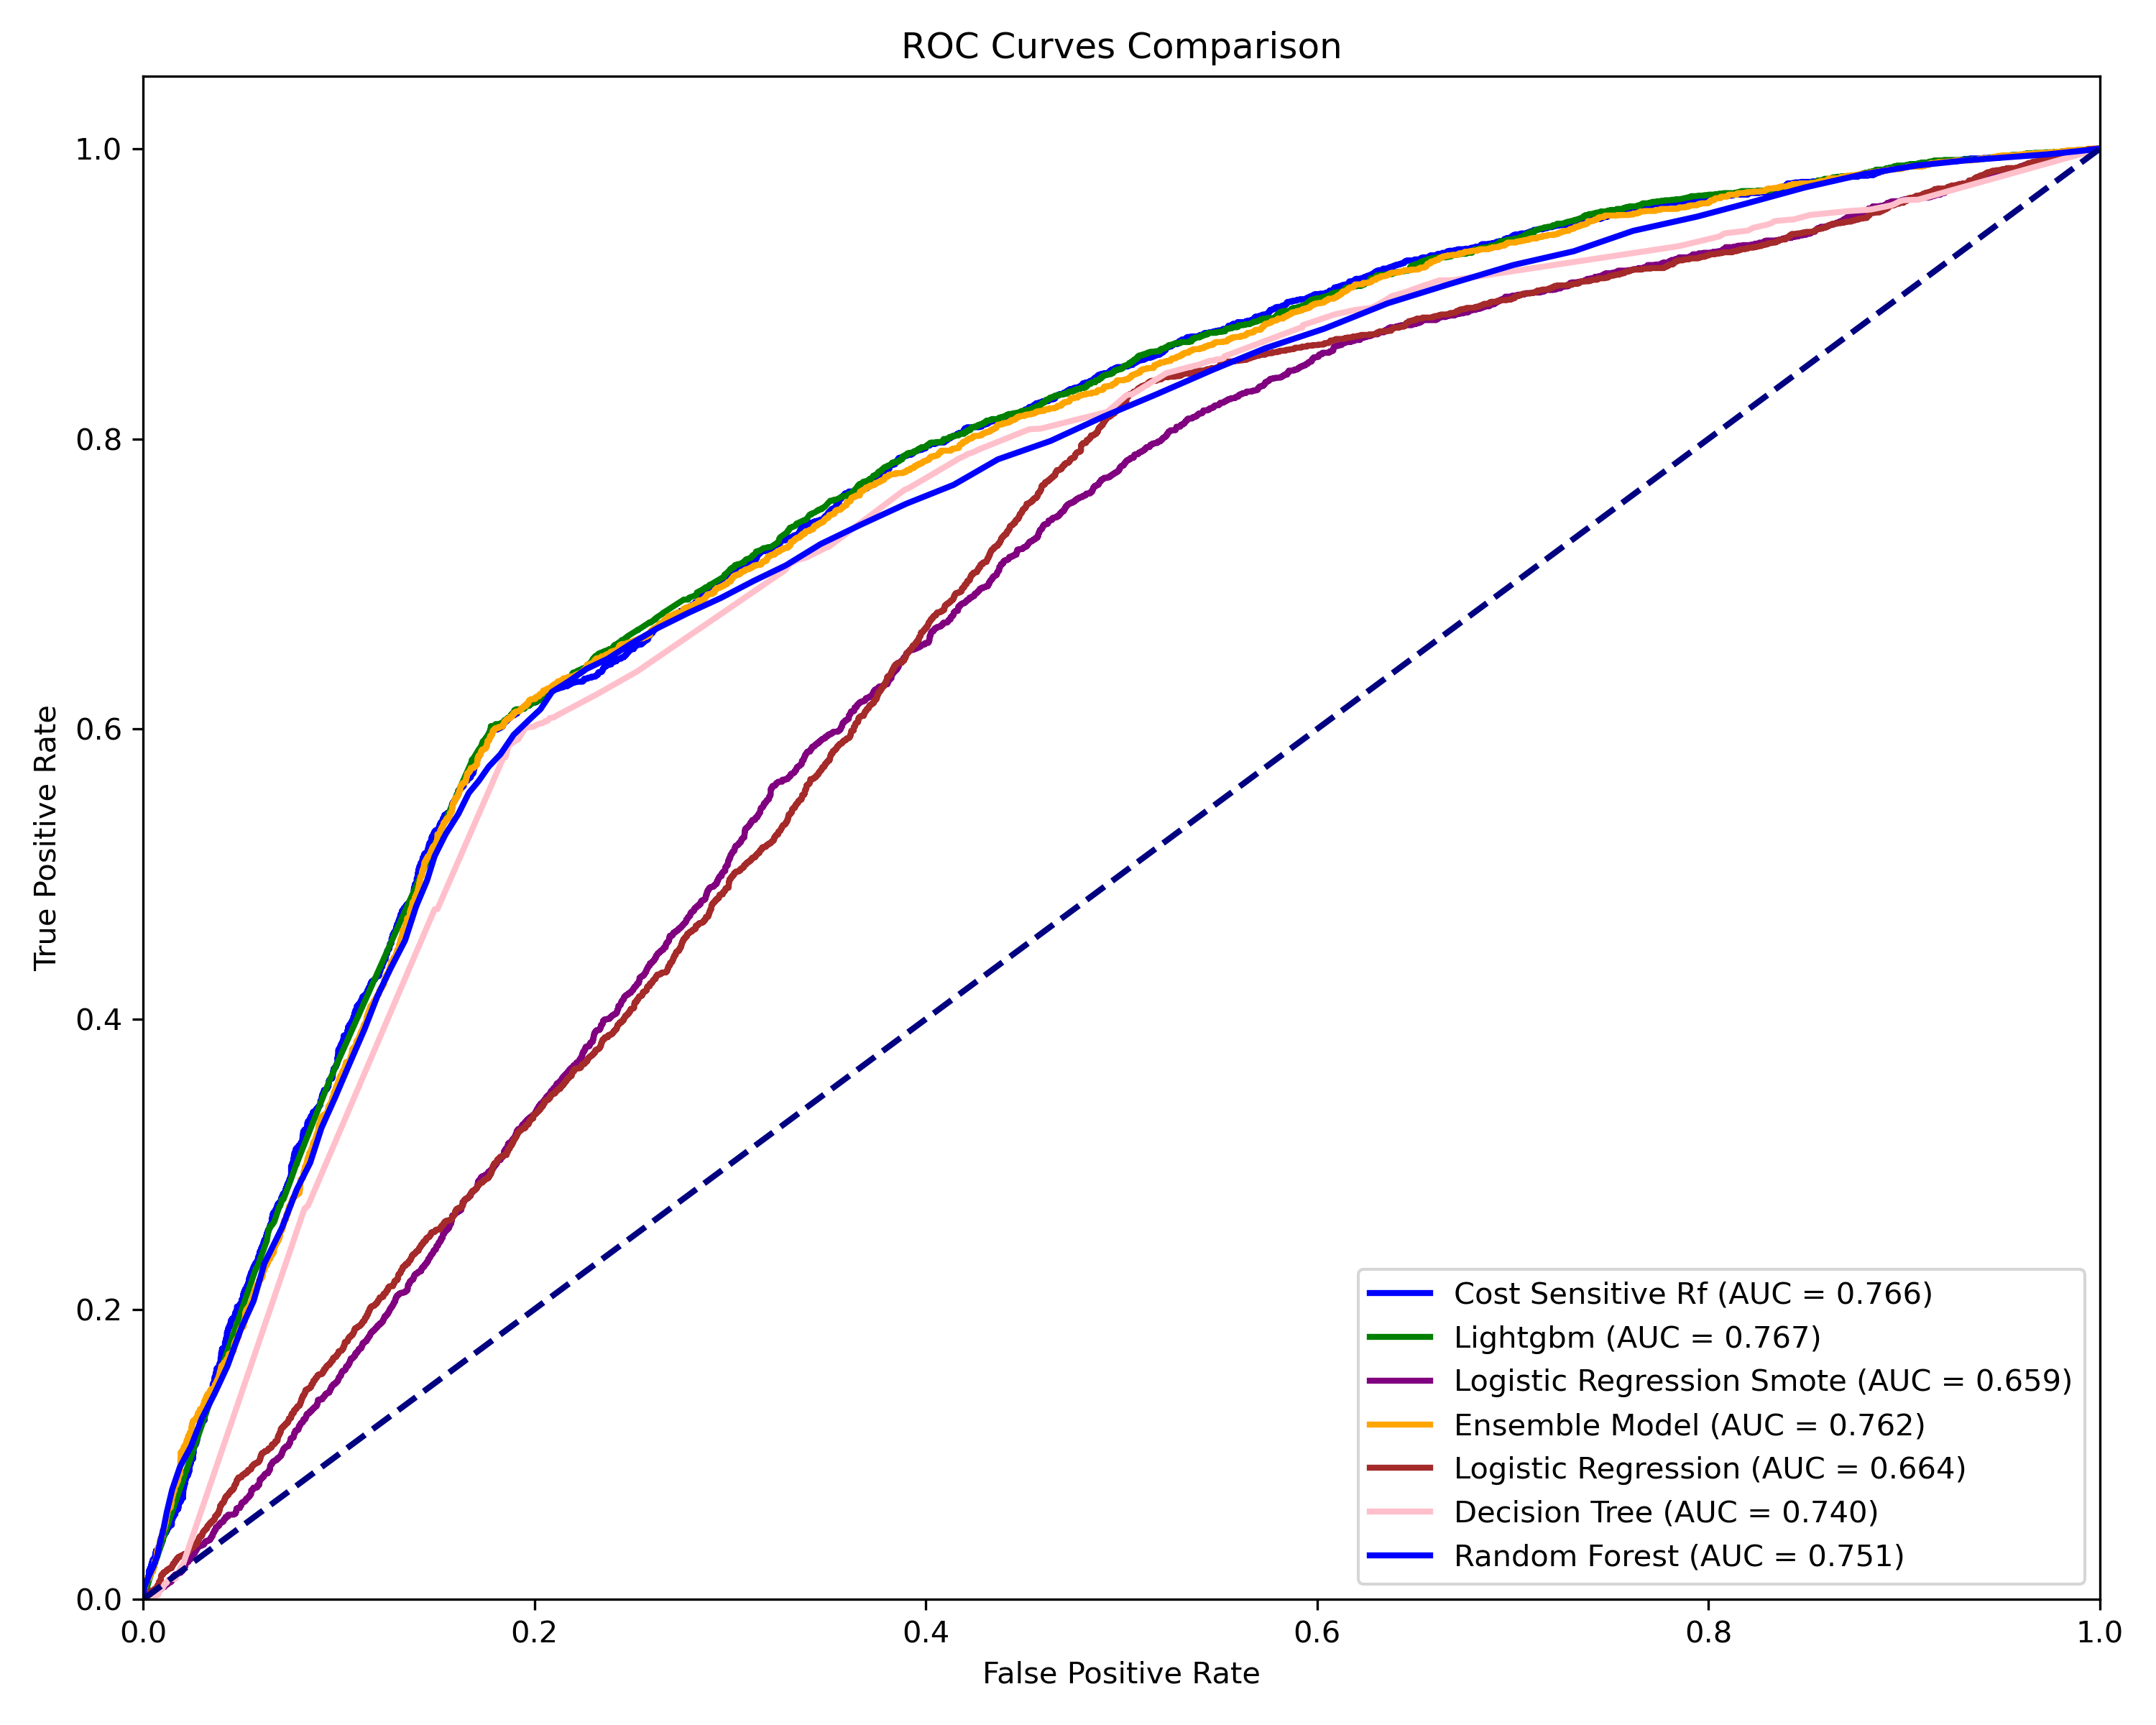 ROC Curves Comparison
1.0
0.8
0.6
0.4
0.2
0.0
True Positive Rate
Cost Sensitive Rf (AUC = 0.766)
Lightgbm (AUC = 0.767)
Logistic Regression Smote (AUC = 0.659)
Ensemble Model (AUC = 0.762)
Logistic Regression (AUC = 0.664)
Decision Tree (AUC = 0.740)
Random Forest (AUC = 0.751)
0.0 0.2 0.4 0.6 0.8 1.0
False Positive Rate